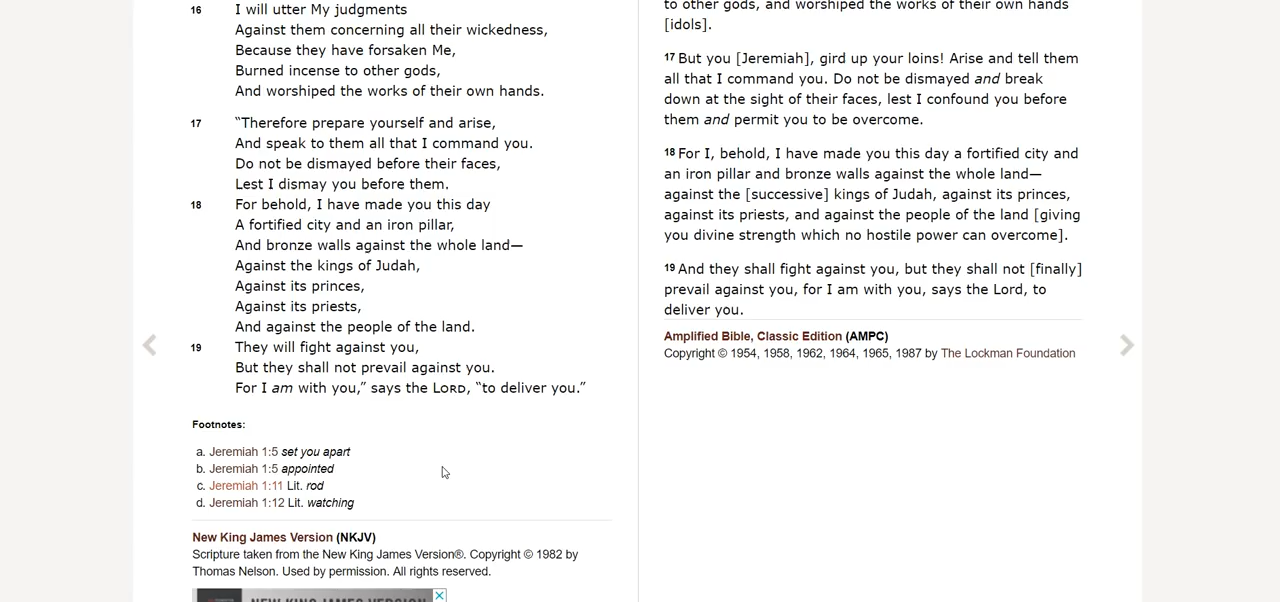 16 I will utter My judgments
Against them concerning all their wickedness,
Because they have forsaken Me,
Burned incense to other gods,
And worshiped the works of their own hands.
17 “Therefore prepare yourself and arise,
And speak to them all that I command you.
Do not be dismayed before their faces,
Lest I dismay you before them.
18 For behold, I have made you this day
A fortified city and an iron pillar,
And bronze walls against the whole land—
Against the kings of Judah,
Against its princes,
Against its priests,
And against the people of the land.
19 They will fight against you,
But they shall not prevail against you.
For I am with you,” says the LORD, “to deliver you.”
Footnotes:
a. Jeremiah 1:5 set you apart
b. Jeremiah 1:5 appointed
c. Jeremiah 1:11 Lit. rod
d. Jeremiah 1:12 Lit. watching
New King James Version (NKJV)
Scripture taken from the New King James Version®. Copyright © 1982 by
Thomas Nelson. Used by permission. All rights reserved.
NEW KING JAMES VERSION
to other gods, and worshiped the works of their own hands
[idols].
17 But you [Jeremiah], gird up your loins! Arise and tell them
all that I command you. Do not be dismayed and break
down at the sight of their faces, lest I confound you before
them and permit you to be overcome.
18 For I, behold, I have made you this day a fortified city and
an iron pillar and bronze walls against the whole land—
against the [successive] kings of Judah, against its princes,
against its priests, and against the people of the land [giving
you divine strength which no hostile power can overcome].
19 And they shall fight against you, but they shall not [finally]
prevail against you, for I am with you, says the Lord, to
deliver you.
Amplified Bible, Classic Edition (AMPC)
Copyright © 1954, 1958, 1962, 1964, 1965, 1987 by The Lockman Foundation